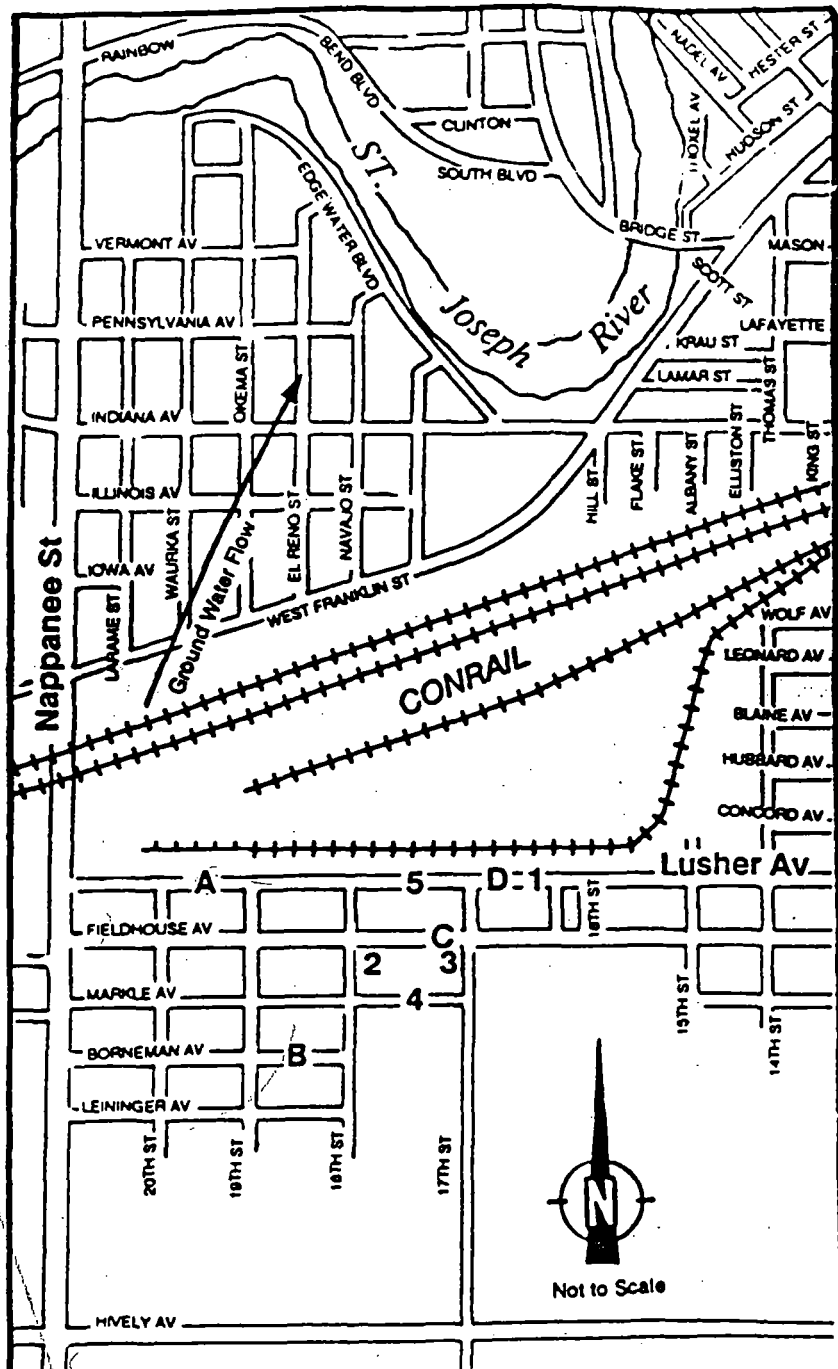 RAINBOW
BEND BLVD
NAGEL AV
HESTER ST
CLINTON
HUDSON ST
ST.
SOUTH BLVD
EDGE WATER BLVD
BRIDGE ST
VERMONT AV
MASON
SCOTT ST
Joseph
River
PENNSYLVANIA AV
LAFAYETTE
KRAU ST
OKEMA ST
LAMAR ST
THOMAS ST
INDIANA AV
ELLISTON ST
KING ST
HILL ST
FLAKE ST
ALBANY ST
ILLINOIS AV
WAURKA ST
EL RENO ST
NAVAJO ST
Ground Water Flow
IOWA AV
LARAME ST
WEST FRANKLIN ST
Nappanee St
WOLF AV
CONRAIL
LEONARD AV
BLAINE AV
HUBBARD AV
CONCORD AV
Lusher Av
A
5
D-1
18TH ST
FIELDHOUSE AV
C
2
3
MARKLE AV
4
15TH ST
14TH ST
BORNEMAN AV
B
LEININGER AV
20TH ST
19TH ST
18TH ST
17TH ST
N
Not to Scale
HIVELY AV